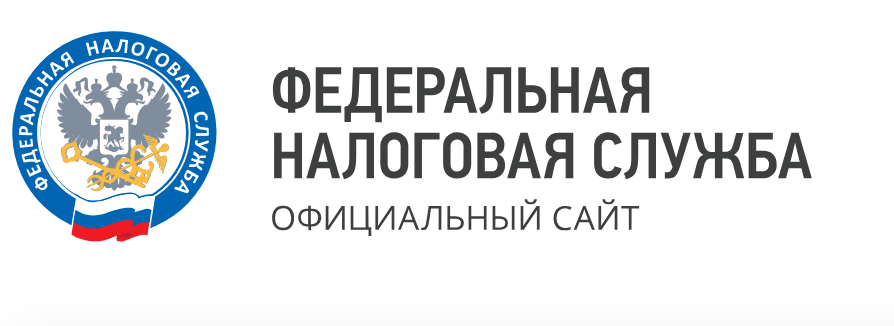 ФЕДЕРАЛЬНАЯ НАЛОГОВАЯ СЛУЖБА
ФЕДЕРАЛЬНАЯ
НАЛОГОВАЯ СЛУЖБА
ОФИЦИАЛЬНЫЙ САЙТ